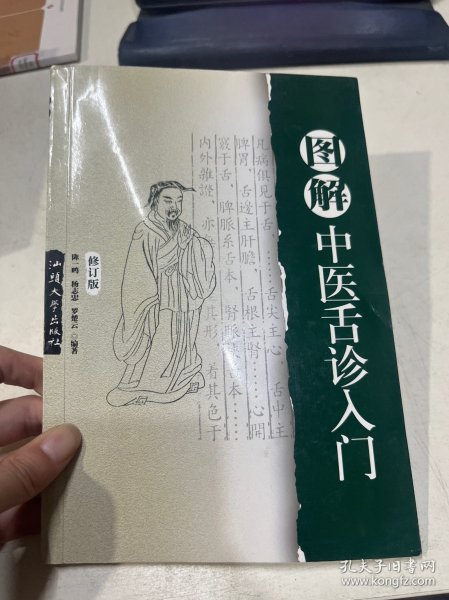 图解中医舌诊入门
凡病俱见于舌……舌尖主心,舌中主
脾胃,舌边主肝胆,舌根主肾……心開
竅于舌,脾脈系舌本,腎脈……舌本……
内外雜證,亦……其形……着其色于
修订版
陈一鸣 杨志忠 罗楚云 编著
汕頭大學出版社
孔夫子旧书网
www.kongfz.com